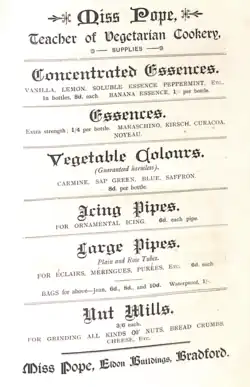 Miss Pope,
Teacher of Vegetarian Cookery,
SUPPLIES
Concentrated Essences.
VANILLA, LEMON, SOLUBLE ESSENCE PEPPERMINT, Etc.
In bottles, 8d. each BANANA ESSENCE, 1/- per bottle.
Essences.
Extra strength; 1/4 per bottle. MARASCHINO, KIRSCH, CURACOA,
NOYEAU.
Vegetable Colours.
(Guaranteed harmless).
CARMINE, SAP GREEN, BLUE, SAFFRON.
6d. per bottle.
Icing Pipes.
FOR ORNAMENTAL ICING. 6d. each pipe.
Large Pipes.
Plain and Rose Tubes.
FOR ÉCLAIRS, MERINGUES, PURÉES, Etc. 6d. each
BAGS for above—Jean, 6d., 8d., and 10d. Waterproof, 1/-.
Nut Mills.
3/6 each.
FOR GRINDING ALL KINDS OF NUTS, BREAD CRUMBS,
CHEESE, ETC.
Miss Pope, Eldon Buildings, Bradford.